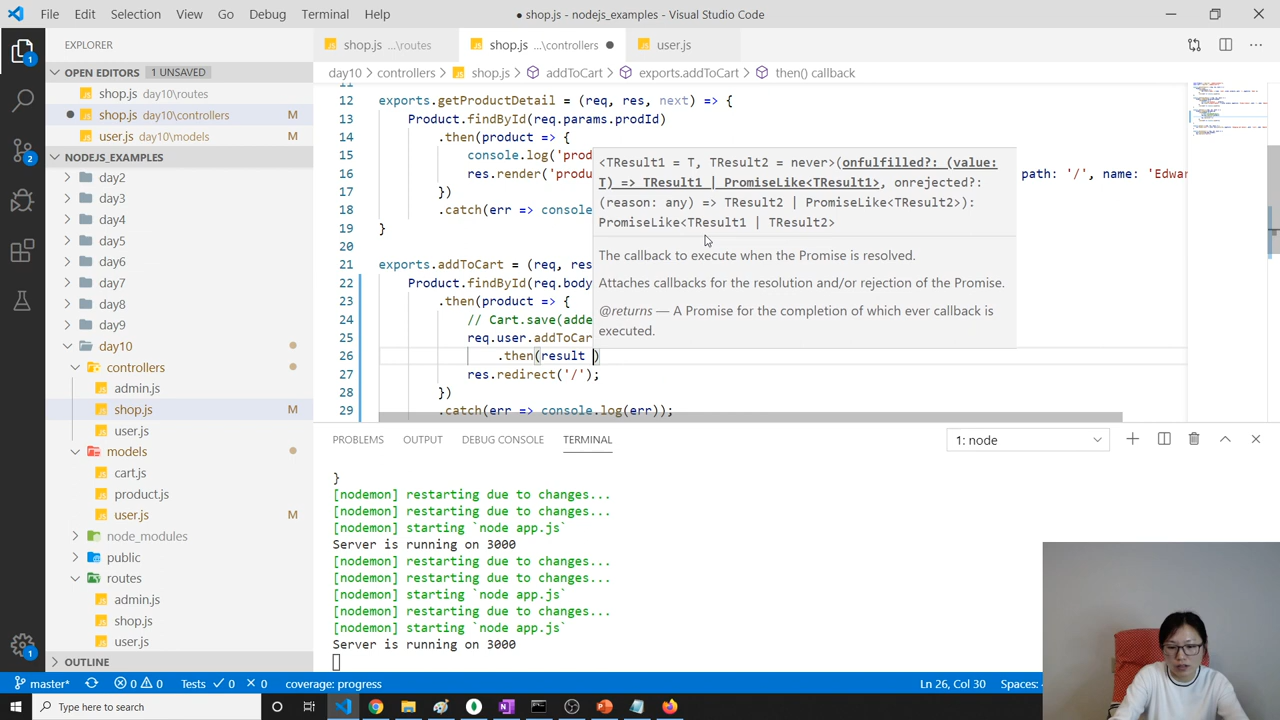 File Edit Selection View Go Debug Terminal Help
● shop.js - nodejs_examples - Visual Studio Code
EXPLORER
shop.js ...\routes
shop.js ...\controllers ●
user.js
OPEN EDITORS 1 UNSAVED
day10 > controllers > shop.js > addToCart > exports.addToCart > then() callback
shop.js day10\routes
shop.js day10\controllers
user.js day10\models
NODEJS_EXAMPLES
day2
day3
day4
day5
day6
day7
day8
day9
day10
controllers
admin.js
shop.js M
user.js
models
cart.js
product.js
user.js M
node_modules
public
routes
admin.js
shop.js
user.js
OUTLINE
12 exports.getProductDetail = (req, res, next) => {
13 Product.findById(req.params.prodId)
14 .then(product => {
15 console.log('prod
16 res.render('produ path: '/', name: 'Edwar
17 })
18 .catch(err => consol
19 }
20
21 exports.addToCart = (req, res
22 Product.findById(req.body
23 .then(product => {
24 // Cart.save(adde
25 req.user.addToCar
26 .then(result )
27 res.redirect('/');
28 })
29 .catch(err => console.log(err));
<TResult1 = T, TResult2 = never>(onfulfilled?: (value:
T) => TResult1 | PromiseLike<TResult1>, onrejected?:
(reason: any) => TResult2 | PromiseLike<TResult2>):
PromiseLike<TResult1 | TResult2>
The callback to execute when the Promise is resolved.
Attaches callbacks for the resolution and/or rejection of the Promise.
@returns — A Promise for the completion of which ever callback is
executed.
PROBLEMS OUTPUT DEBUG CONSOLE TERMINAL
1: node
}
[nodemon] restarting due to changes...
[nodemon] restarting due to changes...
[nodemon] starting `node app.js`
Server is running on 3000
[nodemon] restarting due to changes...
[nodemon] restarting due to changes...
[nodemon] starting `node app.js`
[nodemon] restarting due to changes...
[nodemon] starting `node app.js`
Server is running on 3000
master* 0 0 Tests 0 0 coverage: progress
Ln 26, Col 30 Spaces:
Type here to search